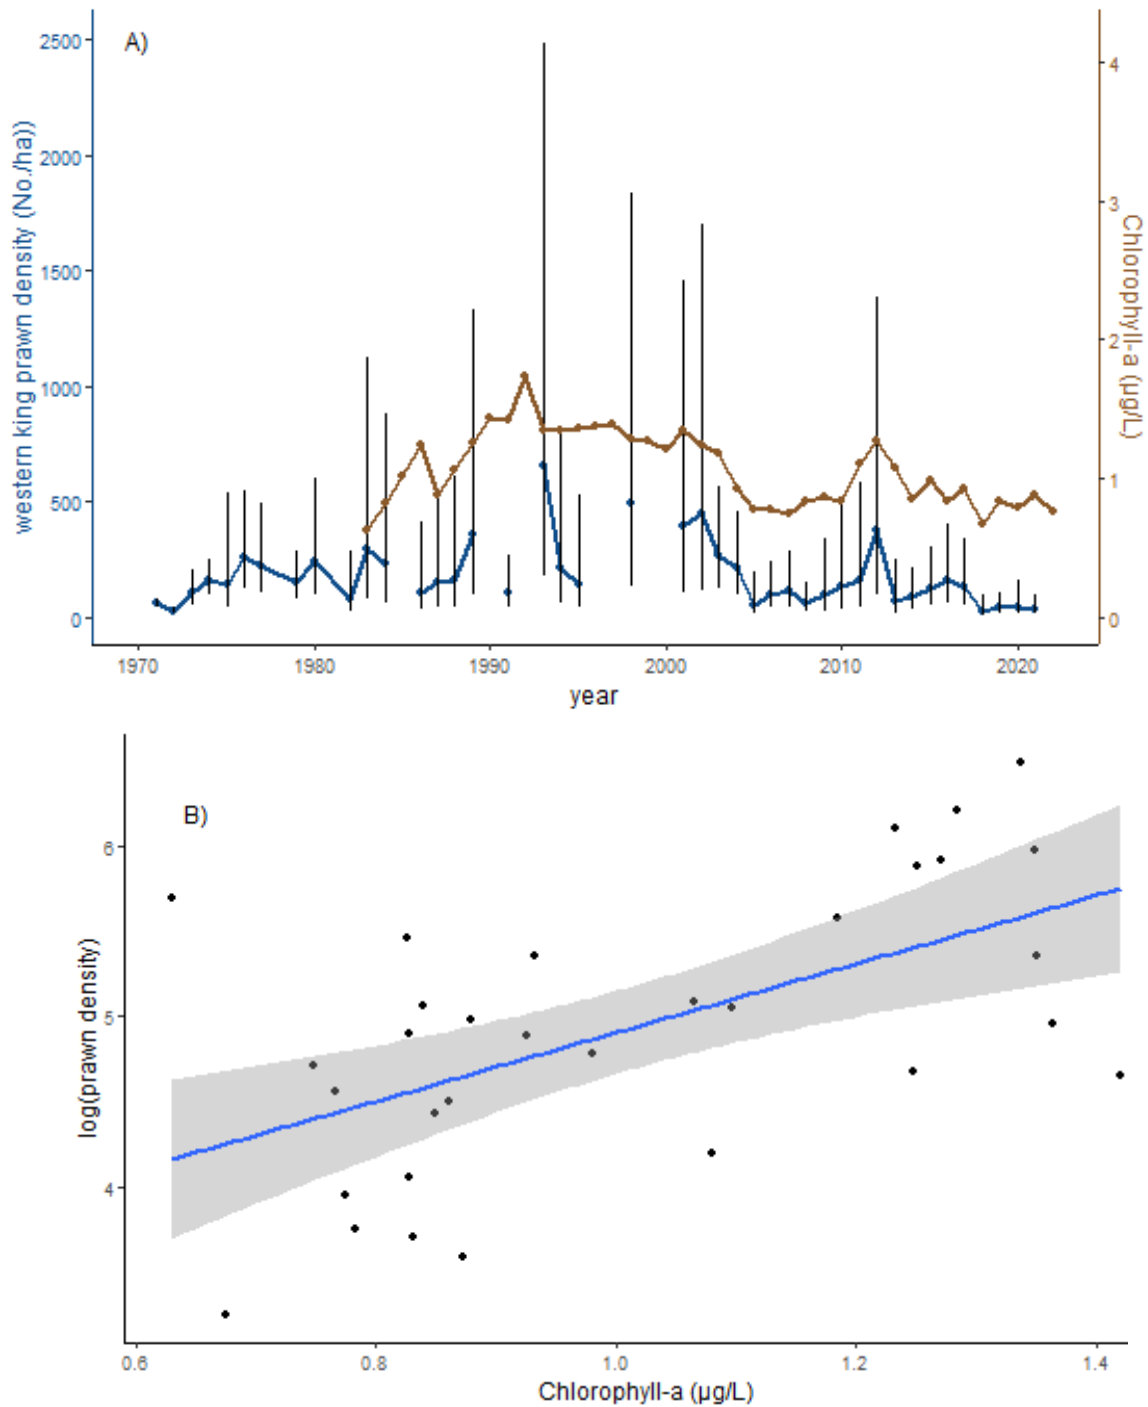 A)
western king prawn density (No./ha))
2500
2000
1500
1000
500
0
4
3
2
1
0
Chlorophyll-a (µg/L)
1970 1980 1990 2000 2010 2020
year
B)
log(prawn density)
6
5
4
0.6 0.8 1.0 1.2 1.4
Chlorophyll-a (µg/L)